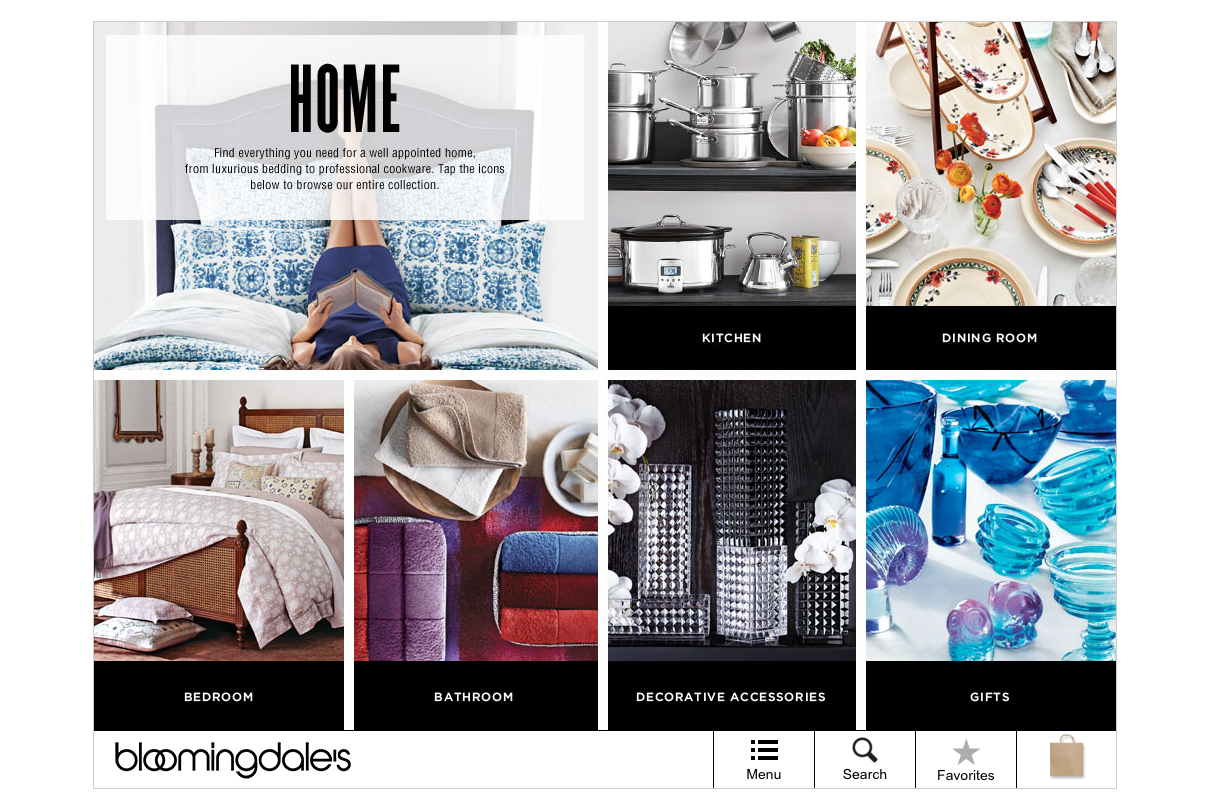 HOME
Find everything you need for a well appointed home,
from luxurious bedding to professional cookware. Tap the icons
below to browse our entire collection.
KITCHEN
DINING ROOM
BEDROOM
BATHROOM
DECORATIVE ACCESSORIES
GIFTS
bloomingdale's
Menu
Search
Favorites